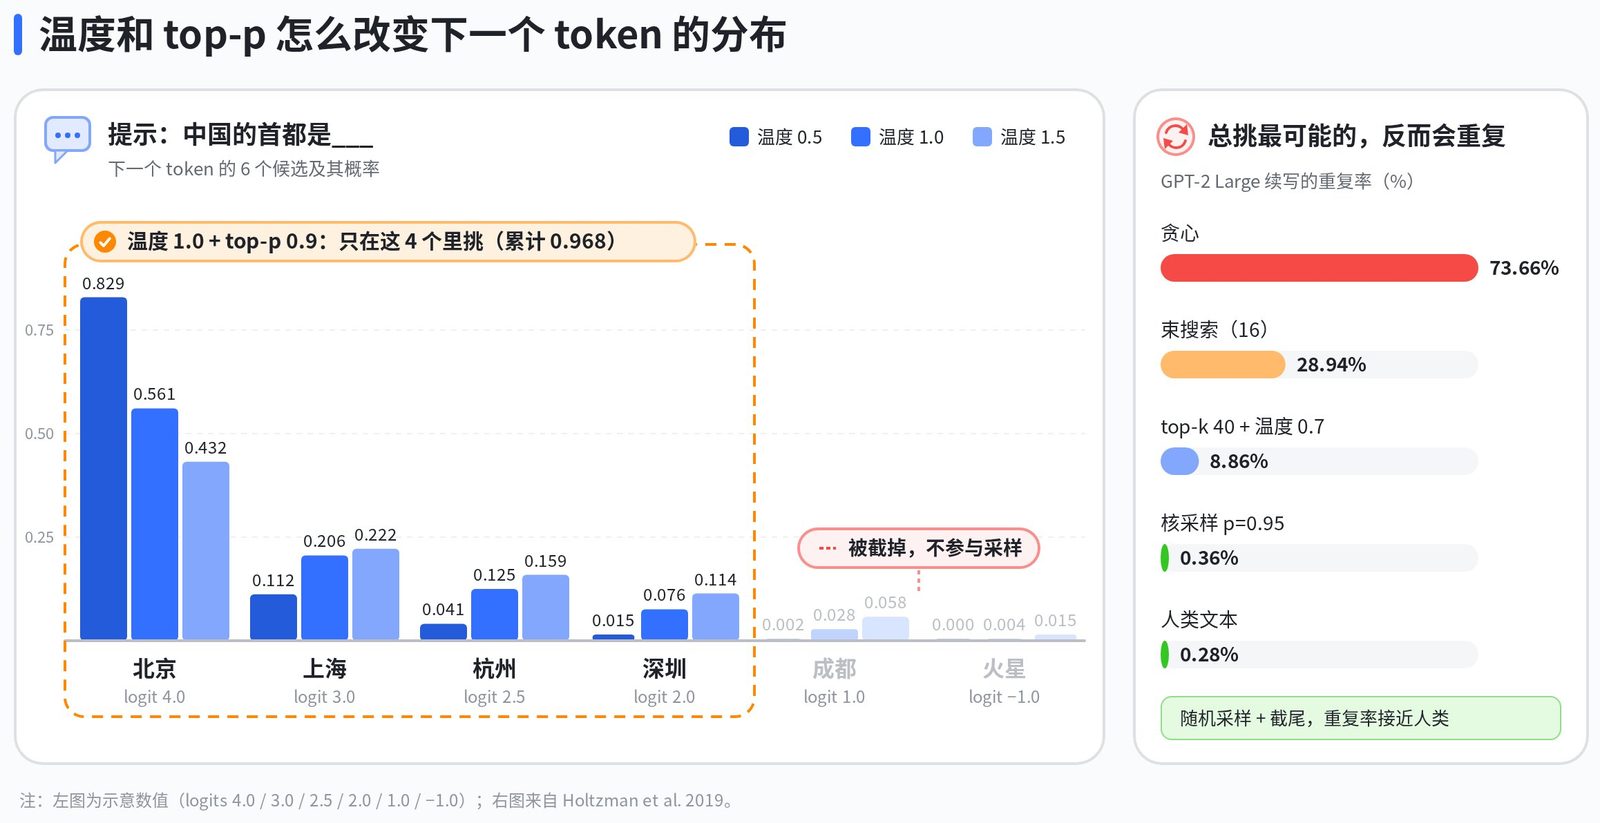 温度和 top-p 怎么改变下一个 token 的分布
提示：中国的首都是___
下一个 token 的 6 个候选及其概率
温度 0.5
温度 1.0
温度 1.5
温度 1.0 + top-p 0.9：只在这 4 个里挑（累计 0.968）
0.75
0.50
0.25
0.829
0.561
0.432
0.112
0.206
0.222
0.041
0.125
0.159
0.015
0.076
0.114
被截掉，不参与采样
0.002
0.028
0.058
0.000
0.004
0.015
北京
logit 4.0
上海
logit 3.0
杭州
logit 2.5
深圳
logit 2.0
成都
logit 1.0
火星
logit −1.0
总挑最可能的，反而会重复
GPT-2 Large 续写的重复率（%）
贪心
73.66%
束搜索（16）
28.94%
top-k 40 + 温度 0.7
8.86%
核采样 p=0.95
0.36%
人类文本
0.28%
随机采样 + 截尾，重复率接近人类
注：左图为示意数值（logits 4.0 / 3.0 / 2.5 / 2.0 / 1.0 / −1.0）；右图来自 Holtzman et al. 2019。